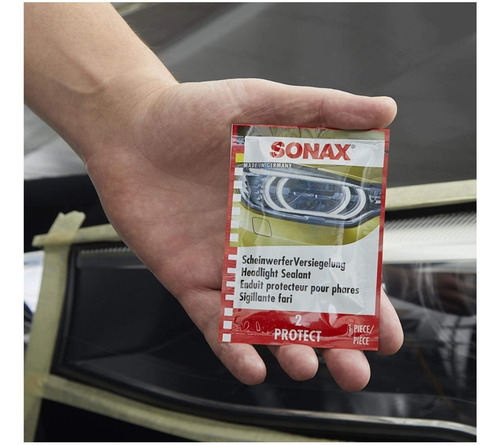 SONAX
MADE IN GERMANY
ScheinwerferVersiegelung
Headlight Sealant
Enduit protecteur pour phares
Sigillante fari
2
PROTECT
1 PIECE/
PIÈCE